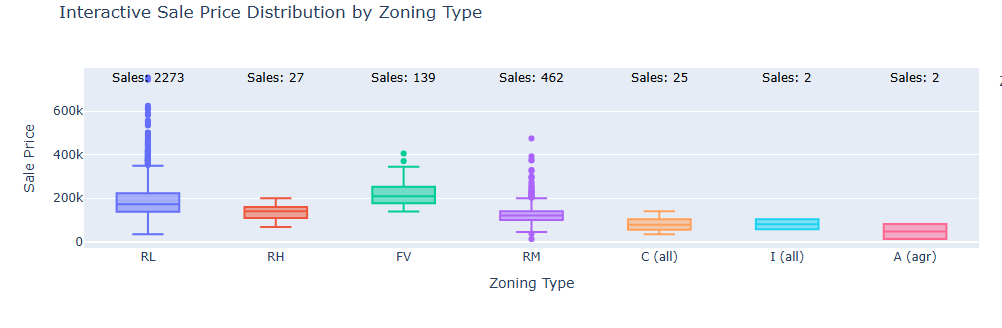 Interactive Sale Price Distribution by Zoning Type
Sales: 2273 Sales: 27 Sales: 139 Sales: 462 Sales: 25 Sales: 2 Sales: 2
600k
400k
200k
0
Sale Price
RL RH FV RM C (all) I (all) A (agr)
Zoning Type